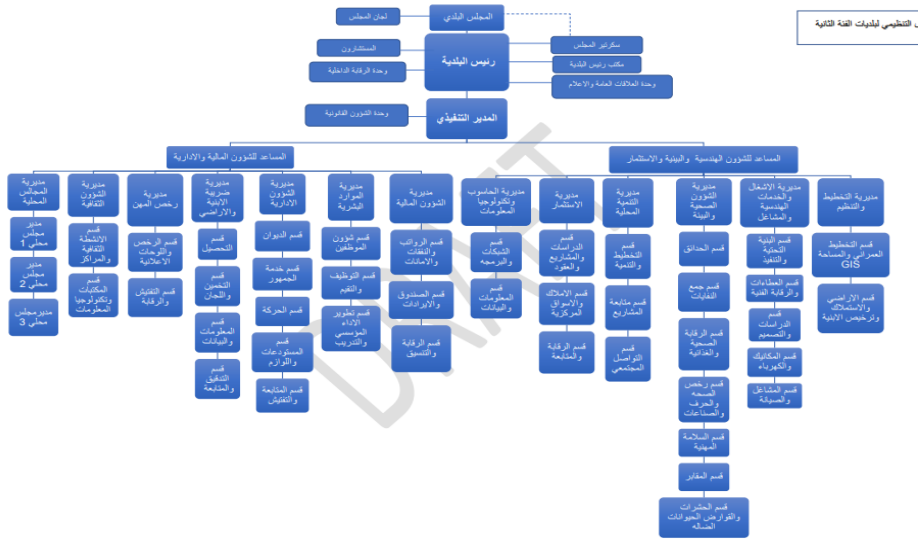 التنظيمي لبلديات الفئة الثانية
المجلس البلدي
لجان المجلس
سكرتير المجلس
رئيس البلدية
المستشارون
مكتب رئيس البلدية
وحدة الرقابة الداخلية
وحدة العلاقات العامة والاعلام
المدير التنفيذي
وحدة الشؤون القانونية
المساعد للشؤون الهندسية والبيئية والاستثمار
المساعد للشؤون المالية والادارية
مديرية التخطيط
والتنظيم
قسم التخطيط
العمراني والمساحة
GIS
قسم الاراضي
والاستملاك
وترخيص الابنية
مديرية الاشغال
والخدمات
الهندسية
والمشاغل
قسم البنية
التحتية
والتنفيذ
قسم العطاءات
والرقابة الفنية
قسم
الدراسات
والتصميم
قسم المكانيك
والكهرباء
قسم المشاغل
والصيانة
مديرية
الشؤون
الصحية
والبيئة
قسم الحدائق
قسم جمع
النفايات
قسم الرقابة
الصحية
والغذائية
قسم رخص
الصحه
والحرف
والصناعات
قسم السلامة
المهنية
قسم المقابر
قسم الحشرات
والقوارض الحيوانات
الضاله
مديرية
التنمية
المحلية
قسم
التخطيط
والتنمية
قسم متابعة
المشاريع
قسم
التواصل
المجتمعي
مديرية
الاستثمار
قسم
الدراسات
والمشاريع
والعقود
قسم الاملاك
والاسواق
المركزية
قسم الرقابة
والمتابعة
مديرية الحاسوب
وتكنولوجيا
المعلومات
قسم
الشبكات
والبرمجه
قسم
المعلومات
والبيانات
مديرية
الشؤون المالية
قسم الرواتب
والنفقات
والامانات
قسم الصندوق
والايرادات
قسم الرقابة
والتنسيق
مديرية
الموارد
البشرية
قسم شؤون
الموظفين
قسم التوظيف
والتقيم
قسم تطوير
الاداء
المؤسسي
والتدريب
مديرية
الشؤون
الادارية
قسم الديوان
قسم خدمة
الجمهور
قسم الحركة
قسم
المستودعات
واللوازم
قسم المتابعة
والتفتيش
مديرية
ضريبة
الابنية
والاراضي
قسم
التحصيل
قسم
التخمين
واللجان
قسم
المعلومات
والبيانات
قسم
التدقيق
والمتابعة
مديرية
رخص المهن
قسم الرخص
واللوحات
الاعلانية
قسم التفتيش
والرقابة
مديرية
الشؤون
الثقافية
قسم
الانشطة
الثقافية
والمراكز
قسم
المكتبات
وتكنولوجيا
المعلومات
مديرية
المجالس
المحلية
مدير
مجلس
محلي 1
مدير
مجلس
محلي 2
مديرمجلس
محلي 3
DRAFT